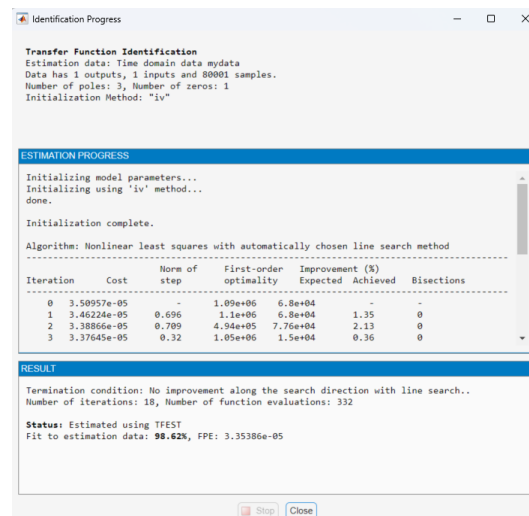 Identification Progress
Transfer Function Identification
Estimation data: Time domain data mydata
Data has 1 outputs, 1 inputs and 80001 samples.
Number of poles: 3, Number of zeros: 1
Initialization Method: "iv"
ESTIMATION PROGRESS
Initializing model parameters...
Initializing using 'iv' method...
done.
Initialization complete.
Algorithm: Nonlinear least squares with automatically chosen line search method
Norm of First-order Improvement (%)
Iteration Cost step optimality Expected Achieved Bisections
0 3.50957e-05 - 1.09e+06 6.8e+04 - -
1 3.46224e-05 0.696 1.1e+06 6.8e+04 1.35 0
2 3.38866e-05 0.709 4.94e+05 7.76e+04 2.13 0
3 3.37645e-05 0.32 1.05e+06 1.5e+04 0.36 0
RESULT
Termination condition: No improvement along the search direction with line search..
Number of iterations: 18, Number of function evaluations: 332
Status: Estimated using TFEST
Fit to estimation data: 98.62%, FPE: 3.35386e-05
Stop Close